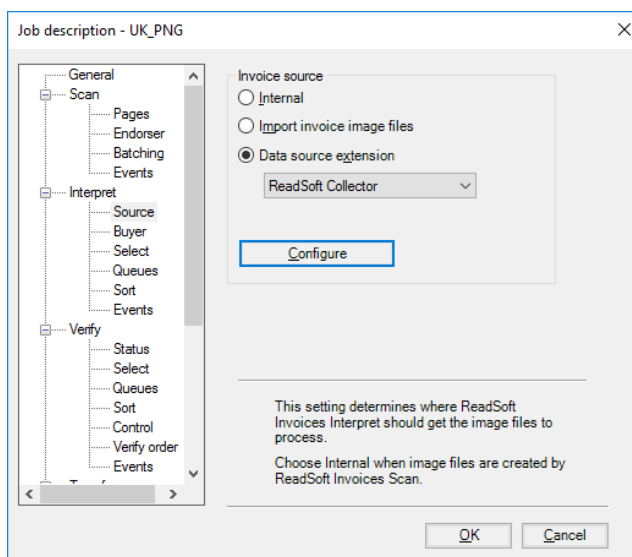 Job description - UK_PNG
General
Scan
Pages
Endorser
Batching
Events
Interpret
Source
Buyer
Select
Queues
Sort
Events
Verify
Status
Select
Queues
Sort
Control
Verify order
Events
Invoice source
Internal
Import invoice image files
Data source extension
ReadSoft Collector
Configure
This setting determines where ReadSoft
Invoices Interpret should get the image files to
process.
Choose Internal when image files are created by
ReadSoft Invoices Scan.
OK
Cancel